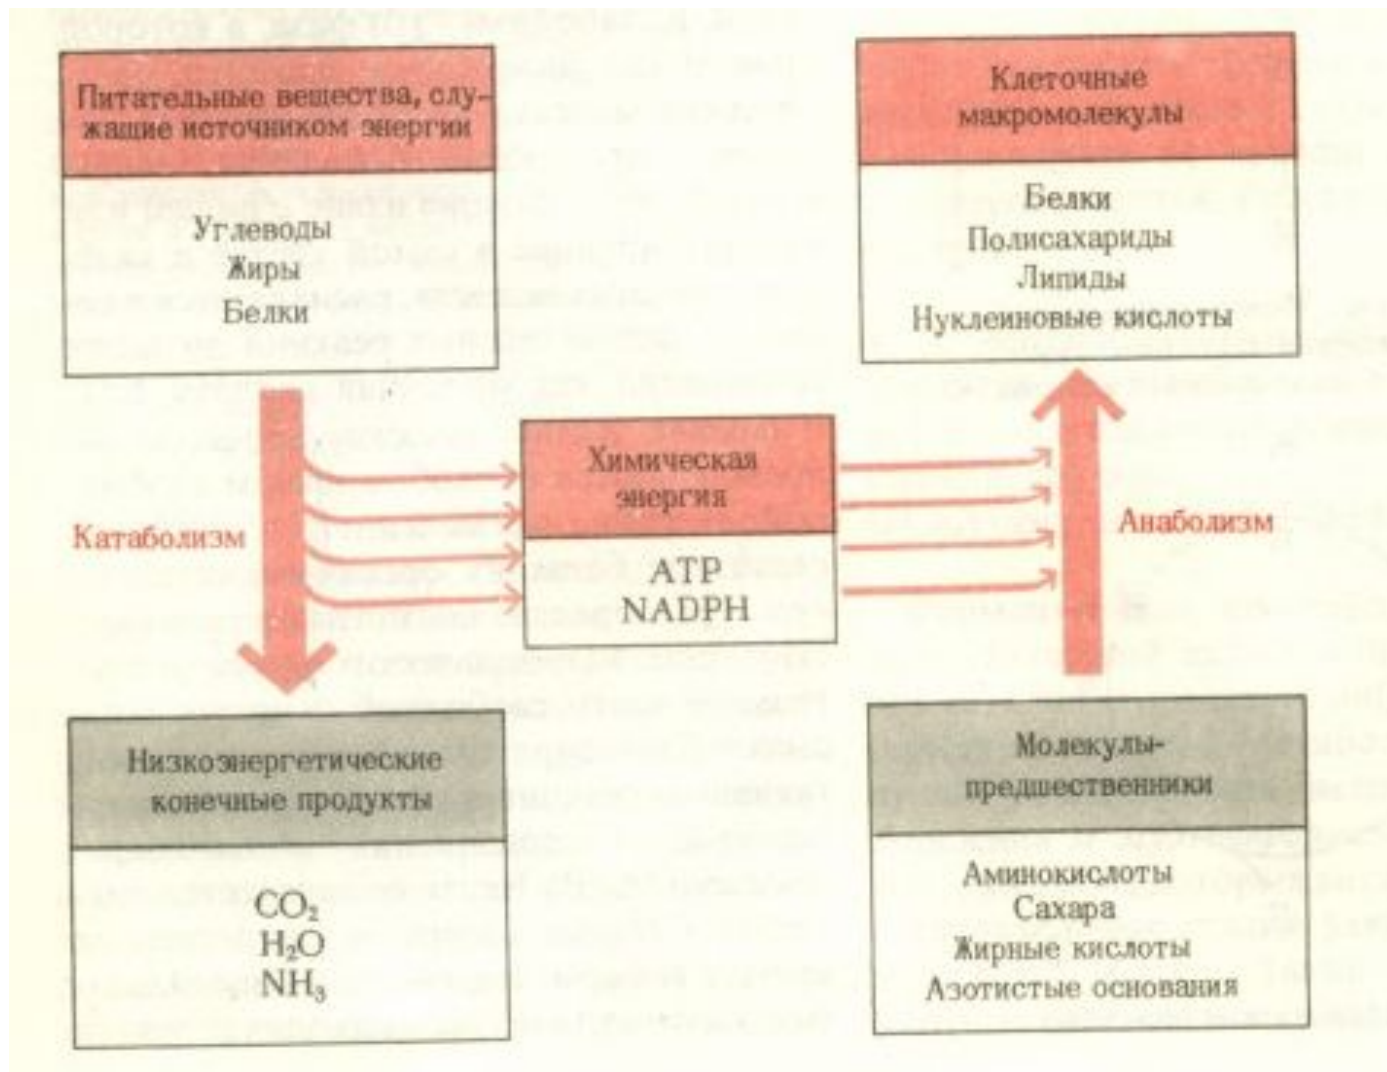 Питательные вещества, слу-
жащие источником энергии
Углеводы
Жиры
Белки
Клеточные
макромолекулы
Белки
Полисахариды
Липиды
Нуклеиновые кислоты
Химическая
энергия
ATP
NADPH
Катаболизм
Анаболизм
Низкоэнергетические
конечные продукты
CO₂
H₂O
NH₃
Молекулы-
предшественники
Аминокислоты
Сахара
Жирные кислоты
Азотистые основания